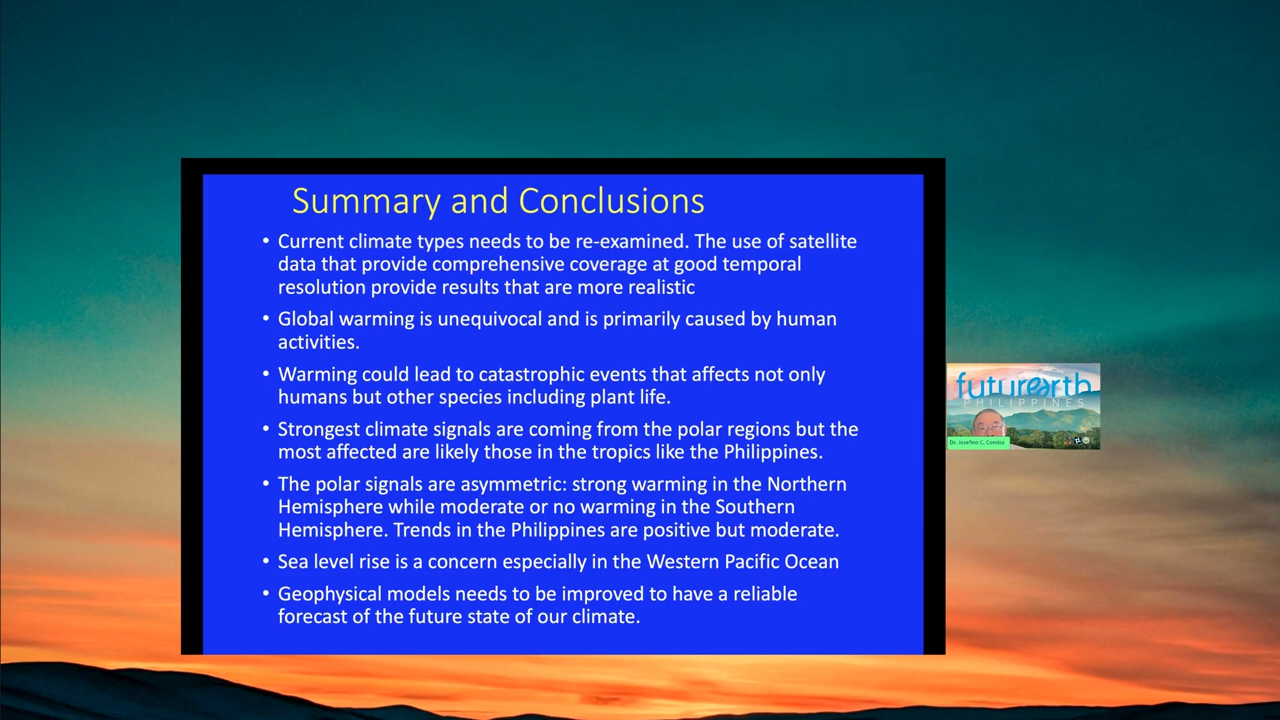 Summary and Conclusions
• Current climate types needs to be re-examined. The use of satellite
data that provide comprehensive coverage at good temporal
resolution provide results that are more realistic
• Global warming is unequivocal and is primarily caused by human
activities.
• Warming could lead to catastrophic events that affects not only
humans but other species including plant life.
• Strongest climate signals are coming from the polar regions but the
most affected are likely those in the tropics like the Philippines.
• The polar signals are asymmetric: strong warming in the Northern
Hemisphere while moderate or no warming in the Southern
Hemisphere. Trends in the Philippines are positive but moderate.
• Sea level rise is a concern especially in the Western Pacific Ocean
• Geophysical models needs to be improved to have a reliable
forecast of the future state of our climate.
futurearth
PHILIPPINES
Dr. Josefino C. Comiso